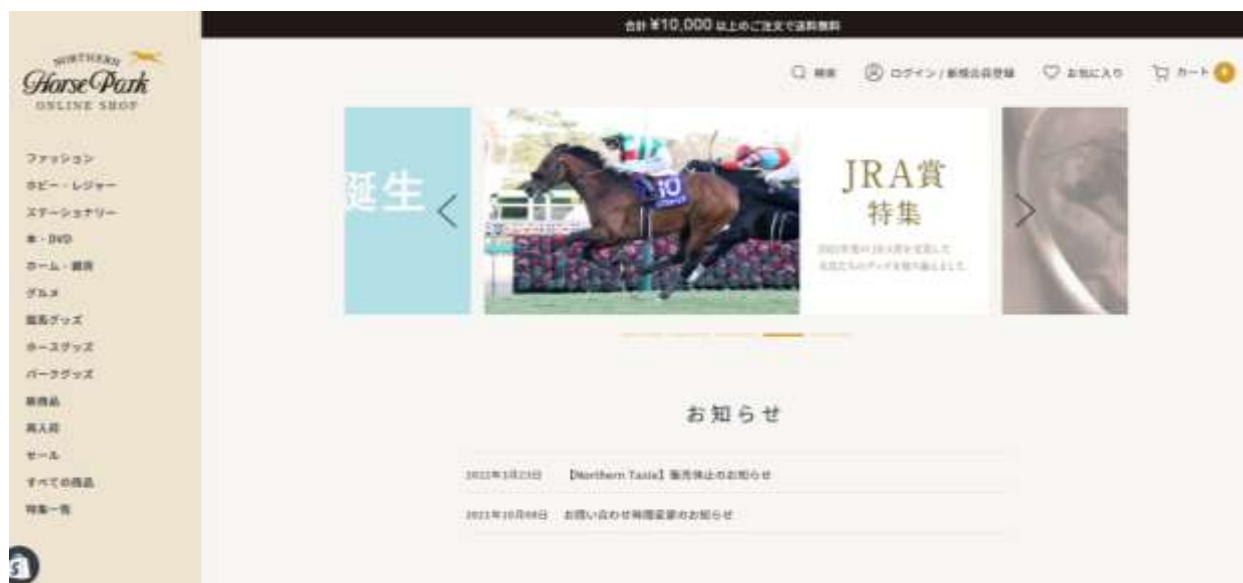 合計 ¥10,000 以上のご注文で送料無料
NORTHERN
Horse Park
ONLINE SHOP
検索
ログイン / 新規会員登録
お気に入り
カート
ファッション
ホビー・レジャー
ステーショナリー
本・DVD
ホーム・雑貨
グルメ
競馬グッズ
ホースグッズ
パークグッズ
新商品
再入荷
セール
すべての商品
特集一覧
誕生
10
JRA賞
特集
お知らせ
【Northern Taste】販売休止のお知らせ
お問い合わせ時間変更のお知らせ